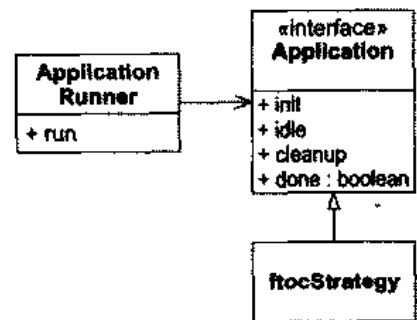 Application
Runner
+ run
«interface»
Application
+ init
+ idle
+ cleanup
+ done : boolean
ftocStrategy